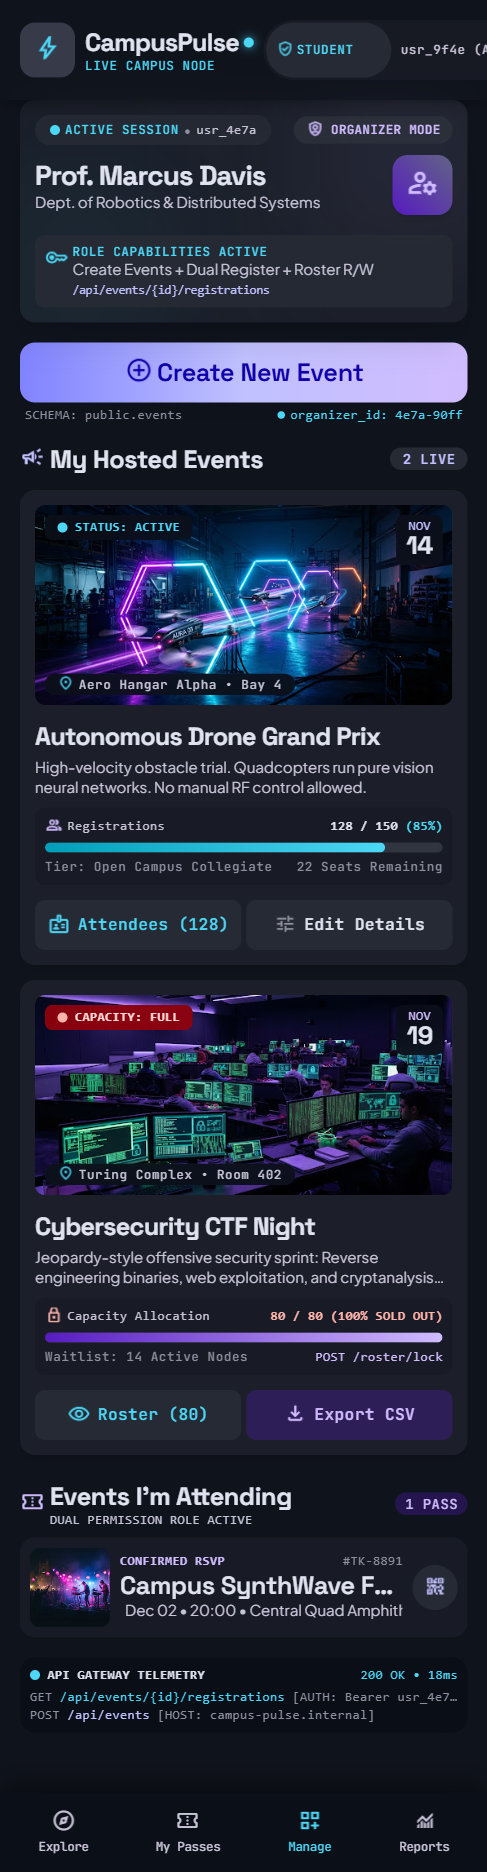 CampusPulse
LIVE CAMPUS NODE
STUDENT
usr_9f4e (A
ACTIVE SESSION • usr_4e7a
ORGANIZER MODE
Prof. Marcus Davis
Dept. of Robotics & Distributed Systems
ROLE CAPABILITIES ACTIVE
Create Events + Dual Register + Roster R/W
/api/events/{id}/registrations
Create New Event
SCHEMA: public.events
organizer_id: 4e7a-90ff
My Hosted Events
2 LIVE
STATUS: ACTIVE
NOV
14
Aero Hangar Alpha • Bay 4
Autonomous Drone Grand Prix
High-velocity obstacle trial. Quadcopters run pure vision
neural networks. No manual RF control allowed.
Registrations
128 / 150 (85%)
Tier: Open Campus Collegiate
22 Seats Remaining
Attendees (128)
Edit Details
CAPACITY: FULL
NOV
19
Turing Complex • Room 402
Cybersecurity CTF Night
Jeopardy-style offensive security sprint: Reverse
engineering binaries, web exploitation, and cryptanalysis...
Capacity Allocation
80 / 80 (100% SOLD OUT)
Waitlist: 14 Active Nodes
POST /roster/lock
Roster (80)
Export CSV
Events I'm Attending
DUAL PERMISSION ROLE ACTIVE
1 PASS
CONFIRMED RSVP
#TK-8891
Campus SynthWave F...
Dec 02 • 20:00 • Central Quad Amphith
API GATEWAY TELEMETRY
200 OK • 18ms
GET /api/events/{id}/registrations [AUTH: Bearer usr_4e7...
POST /api/events [HOST: campus-pulse.internal]
Explore
My Passes
Manage
Reports